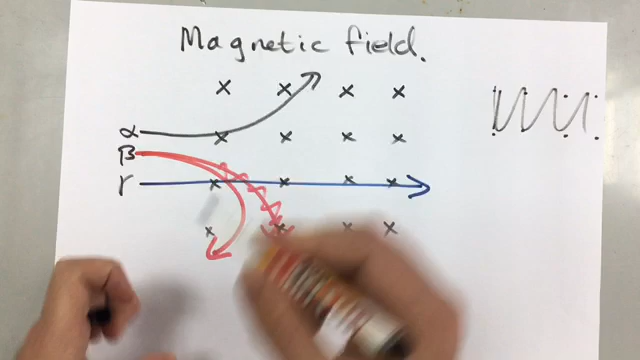 Magnetic field.
x x x x
α x x x x
β
γ x x x x
x x x x